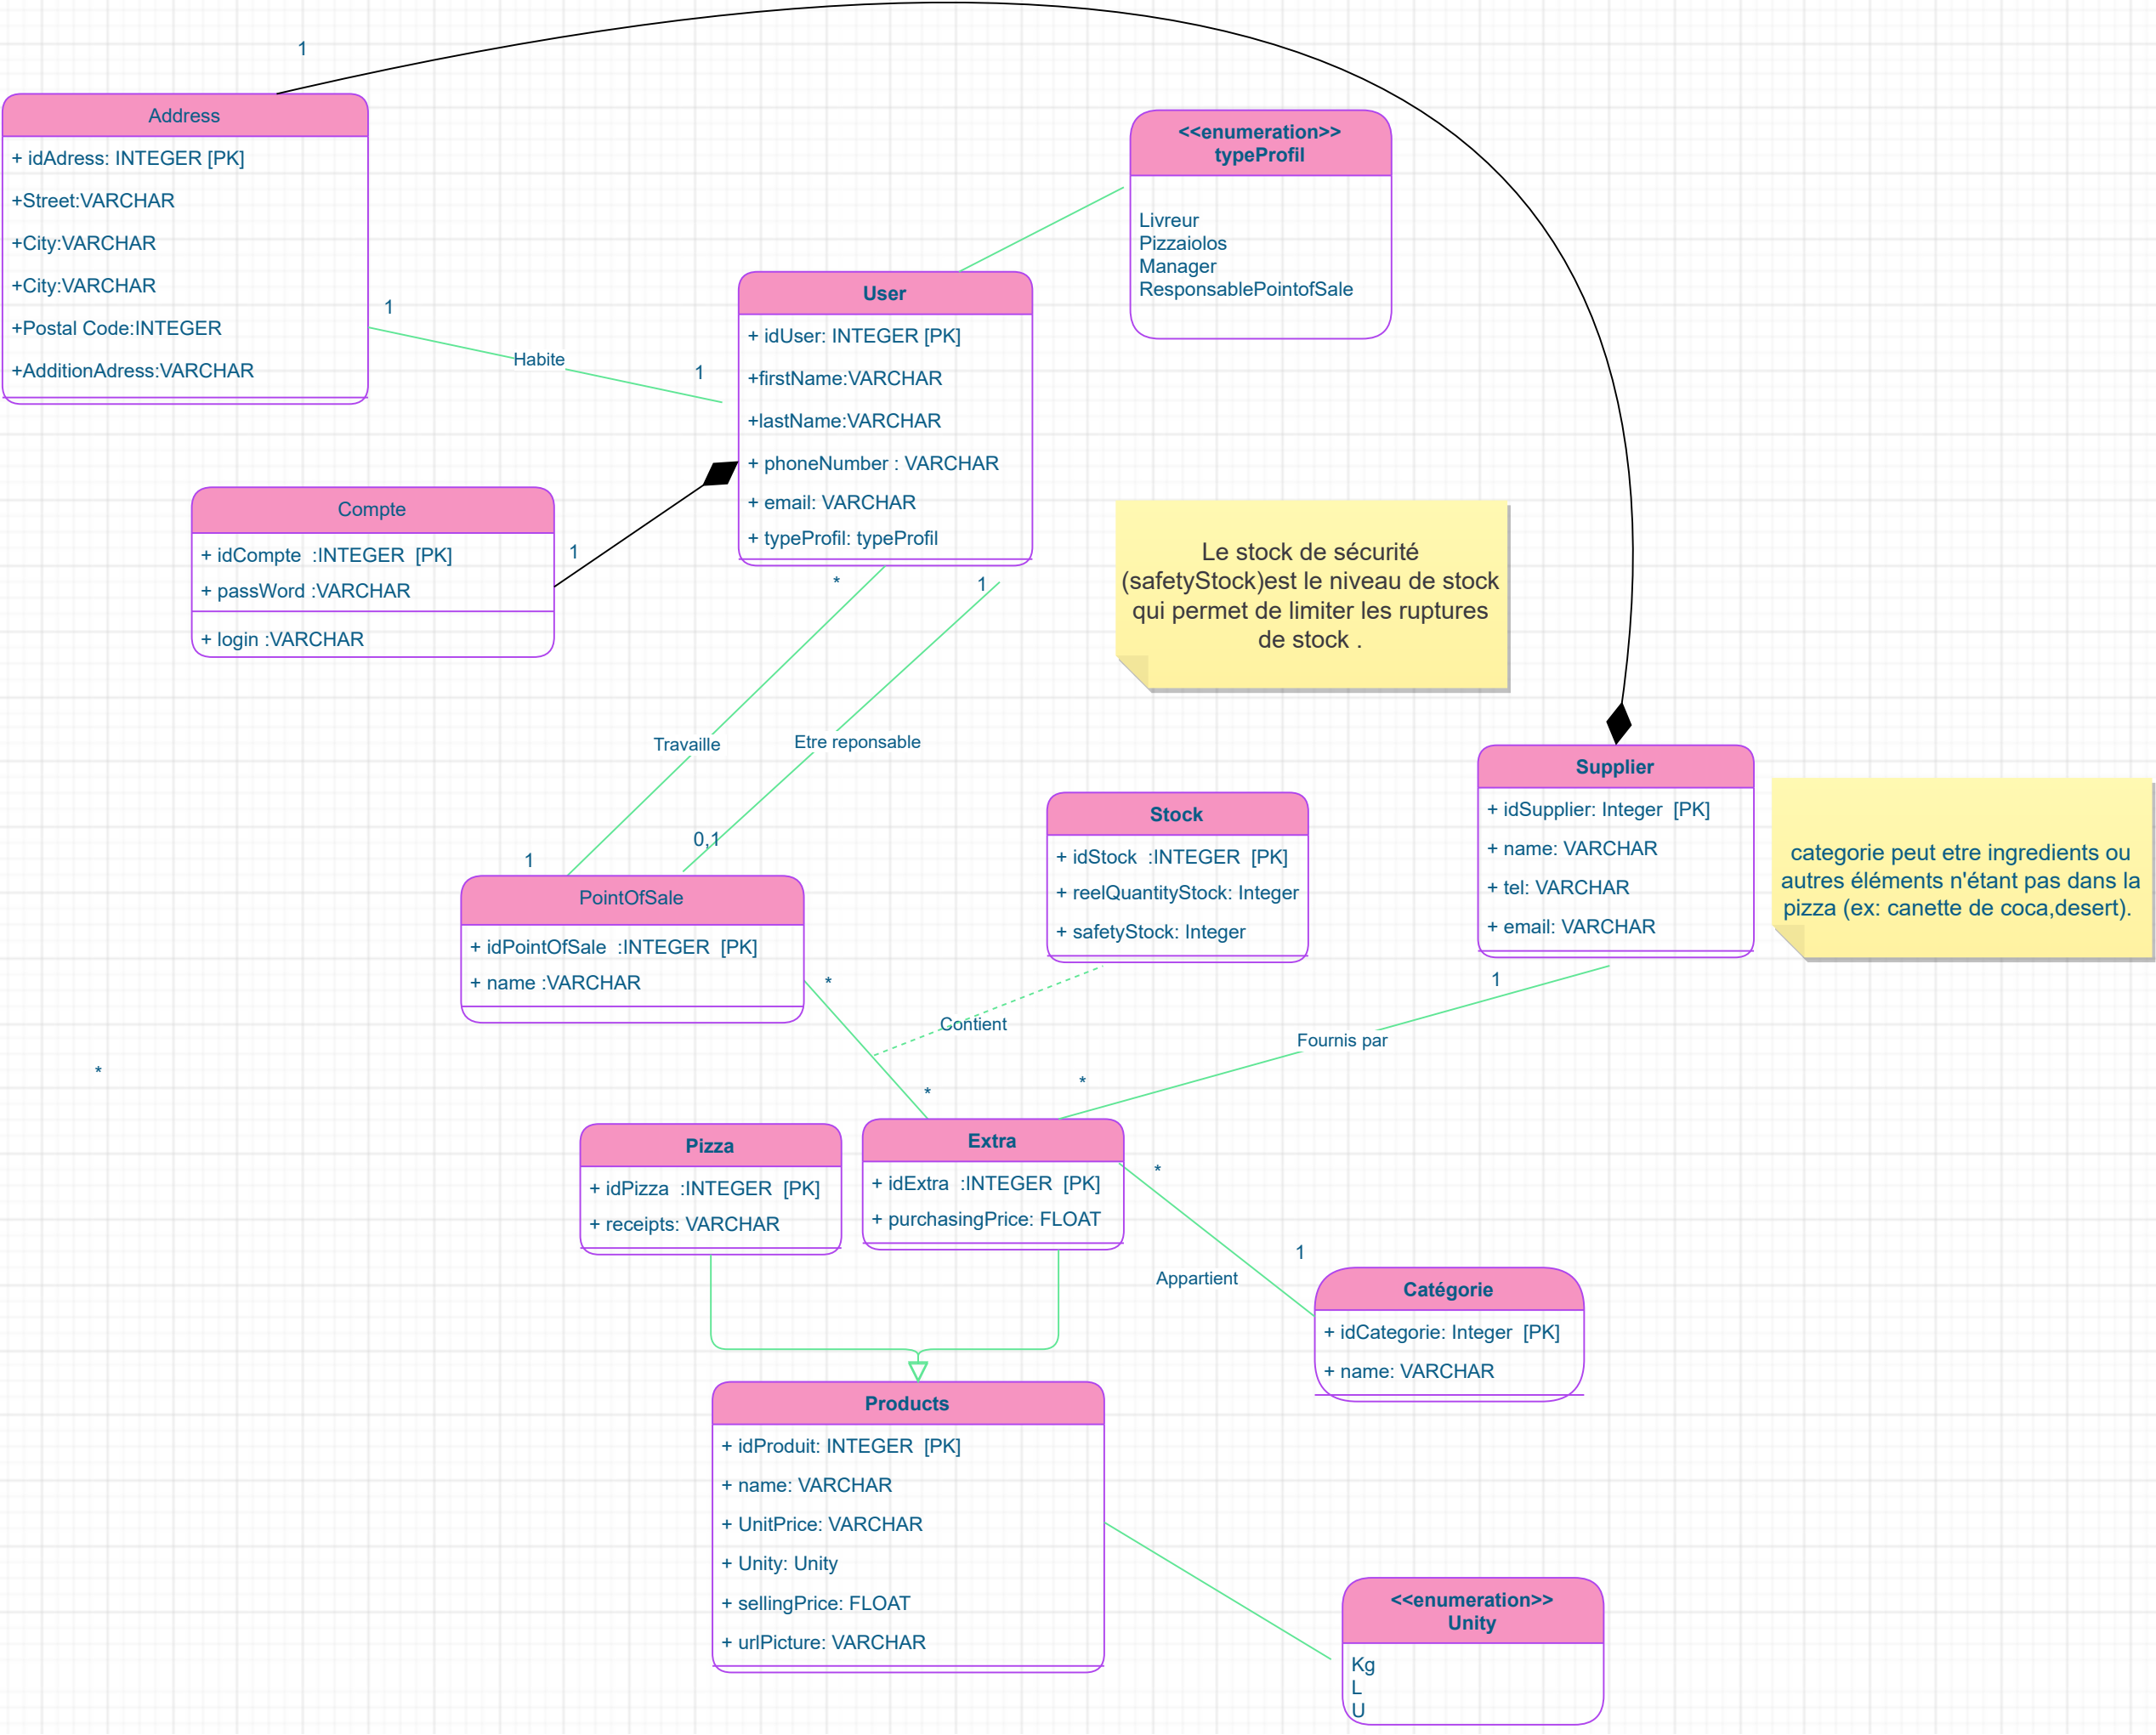 1
Address
+ idAdress: INTEGER [PK]
+Street:VARCHAR
+City:VARCHAR
+City:VARCHAR
+Postal Code:INTEGER
+AdditionAdress:VARCHAR
<<enumeration>>
typeProfil
Livreur
Pizzaiolos
Manager
ResponsablePointofSale
1
Habite
1
User
+ idUser: INTEGER [PK]
+firstName:VARCHAR
+lastName:VARCHAR
+ phoneNumber : VARCHAR
+ email: VARCHAR
+ typeProfil: typeProfil
Compte
+ idCompte :INTEGER [PK]
+ passWord :VARCHAR
+ login :VARCHAR
1
*
1
Le stock de sécurité
(safetyStock)est le niveau de stock
qui permet de limiter les ruptures
de stock .
Travaille
Etre reponsable
1
0,1
PointOfSale
+ idPointOfSale :INTEGER [PK]
+ name :VARCHAR
Stock
+ idStock :INTEGER [PK]
+ reelQuantityStock: Integer
+ safetyStock: Integer
Supplier
+ idSupplier: Integer [PK]
+ name: VARCHAR
+ tel: VARCHAR
+ email: VARCHAR
categorie peut etre ingredients ou
autres éléments n'étant pas dans la
pizza (ex: canette de coca,desert).
*
Contient
1
Fournis par
*
*
*
Pizza
+ idPizza :INTEGER [PK]
+ receipts: VARCHAR
Extra
+ idExtra :INTEGER [PK]
+ purchasingPrice: FLOAT
*
1
Appartient
Catégorie
+ idCategorie: Integer [PK]
+ name: VARCHAR
Products
+ idProduit: INTEGER [PK]
+ name: VARCHAR
+ UnitPrice: VARCHAR
+ Unity: Unity
+ sellingPrice: FLOAT
+ urlPicture: VARCHAR
<<enumeration>>
Unity
Kg
L
U